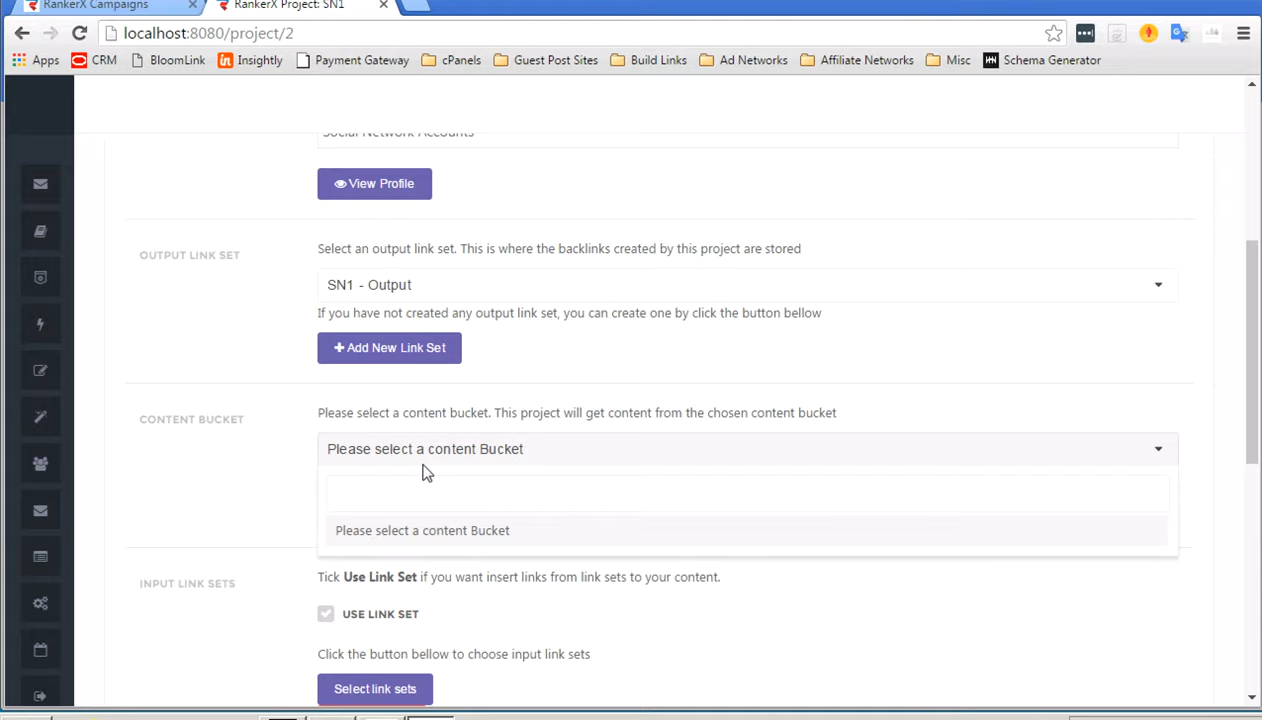 RankerX Campaigns
RankerX Project: SN1
localhost:8080/project/2
Apps CRM BloomLink Insightly Payment Gateway cPanels Guest Post Sites Build Links Ad Networks Affiliate Networks Misc Schema Generator
Social Network Accounts
View Profile
OUTPUT LINK SET
Select an output link set. This is where the backlinks created by this project are stored
SN1 - Output
If you have not created any output link set, you can create one by click the button bellow
Add New Link Set
CONTENT BUCKET
Please select a content bucket. This project will get content from the chosen content bucket
Please select a content Bucket
Please select a content Bucket
INPUT LINK SETS
Tick Use Link Set if you want insert links from link sets to your content.
USE LINK SET
Click the button bellow to choose input link sets
Select link sets